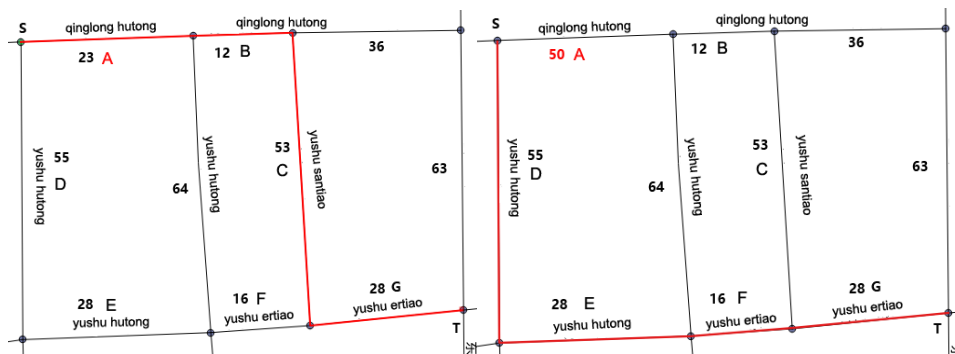 S
qinglong hutong
qinglong hutong
23 A
12 B
36
55
D
yushu hutong
64
yushu hutong
53
C
yushu santiao
63
28 E
yushu hutong
16 F
yushu ertiao
28 G
yushu ertiao
T
S
qinglong hutong
qinglong hutong
50 A
12 B
36
55
D
yushu hutong
64
yushu hutong
53
C
yushu santiao
63
28 E
yushu hutong
16 F
yushu ertiao
28 G
yushu ertiao
T